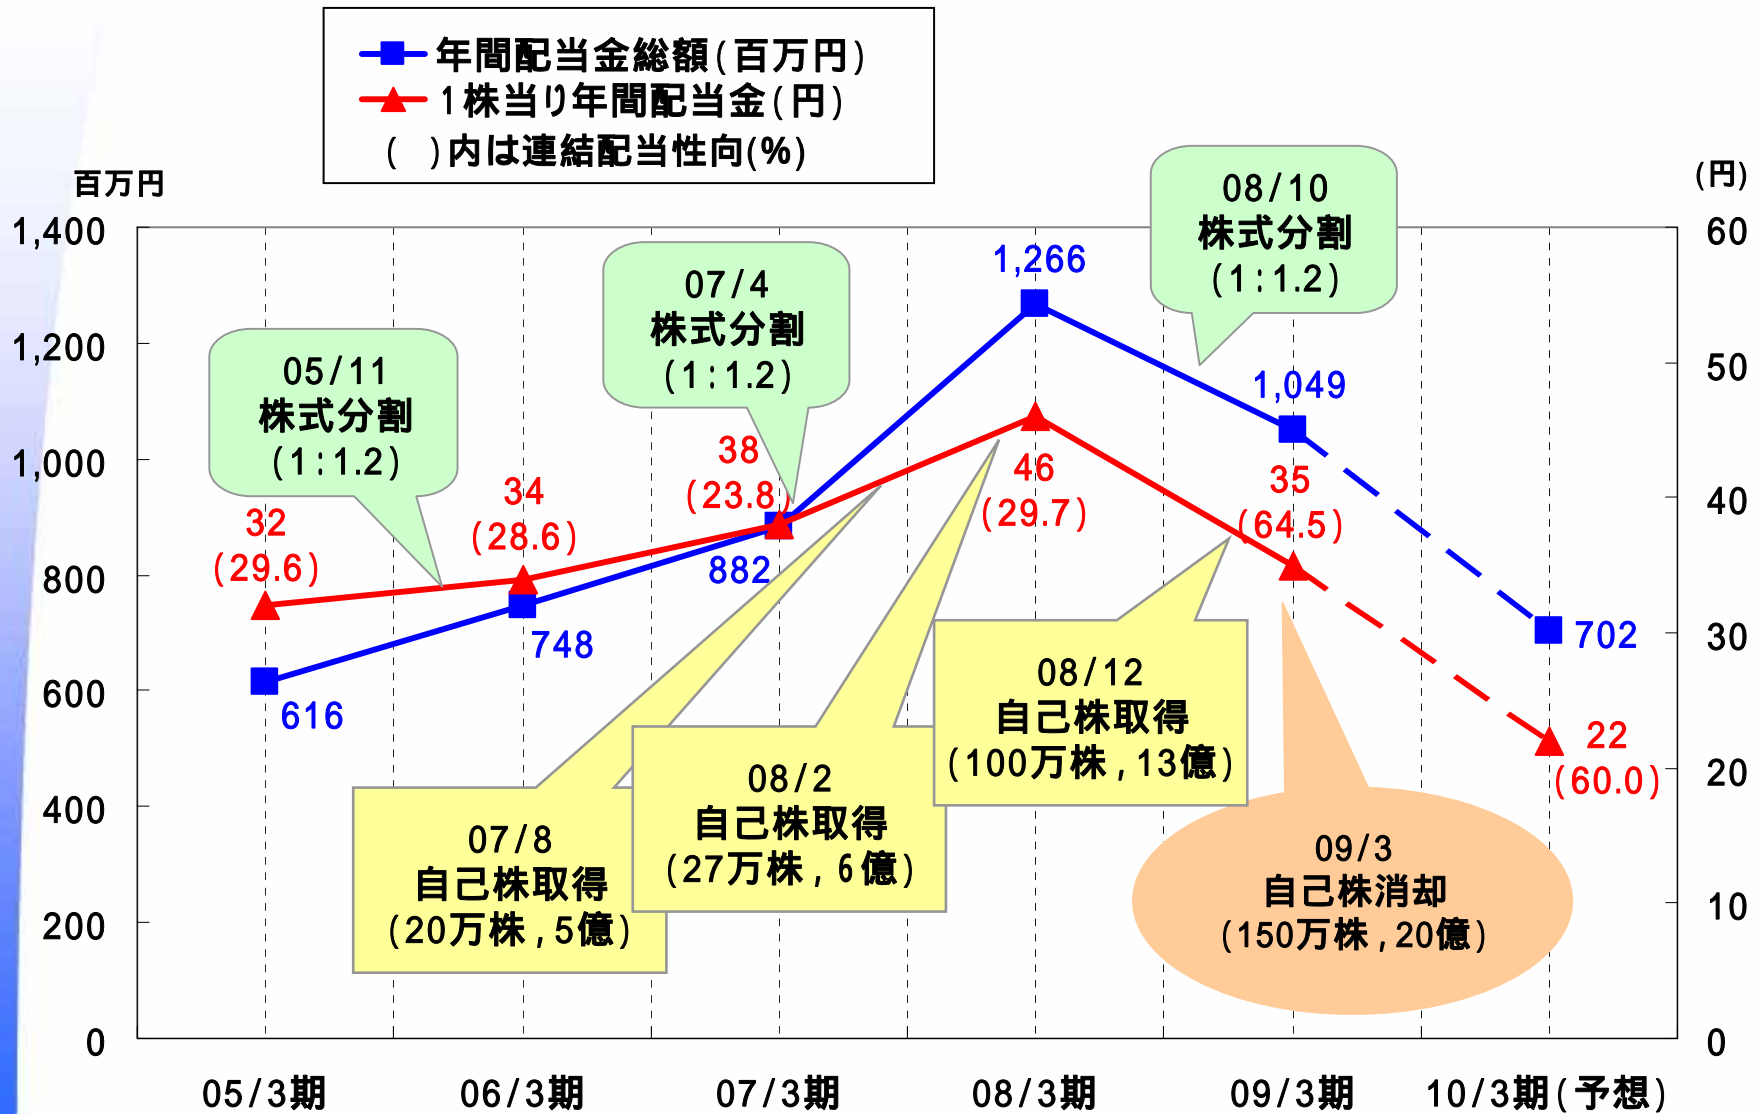 年間配当金総額(百万円)
1株当り年間配当金(円)
( )内は連結配当性向(%)
百万円
(円)
1,400
1,200
1,000
800
600
400
200
0
60
50
40
30
20
10
0
05/11
株式分割
(1:1.2)
07/4
株式分割
(1:1.2)
08/10
株式分割
(1:1.2)
1,266
1,049
702
882
748
616
32
(29.6)
34
(28.6)
38
(23.8)
46
(29.7)
35
(64.5)
22
(60.0)
07/8
自己株取得
(20万株,5億)
08/2
自己株取得
(27万株,6億)
08/12
自己株取得
(100万株,13億)
09/3
自己株消却
(150万株,20億)
05/3期
06/3期
07/3期
08/3期
09/3期
10/3期(予想)